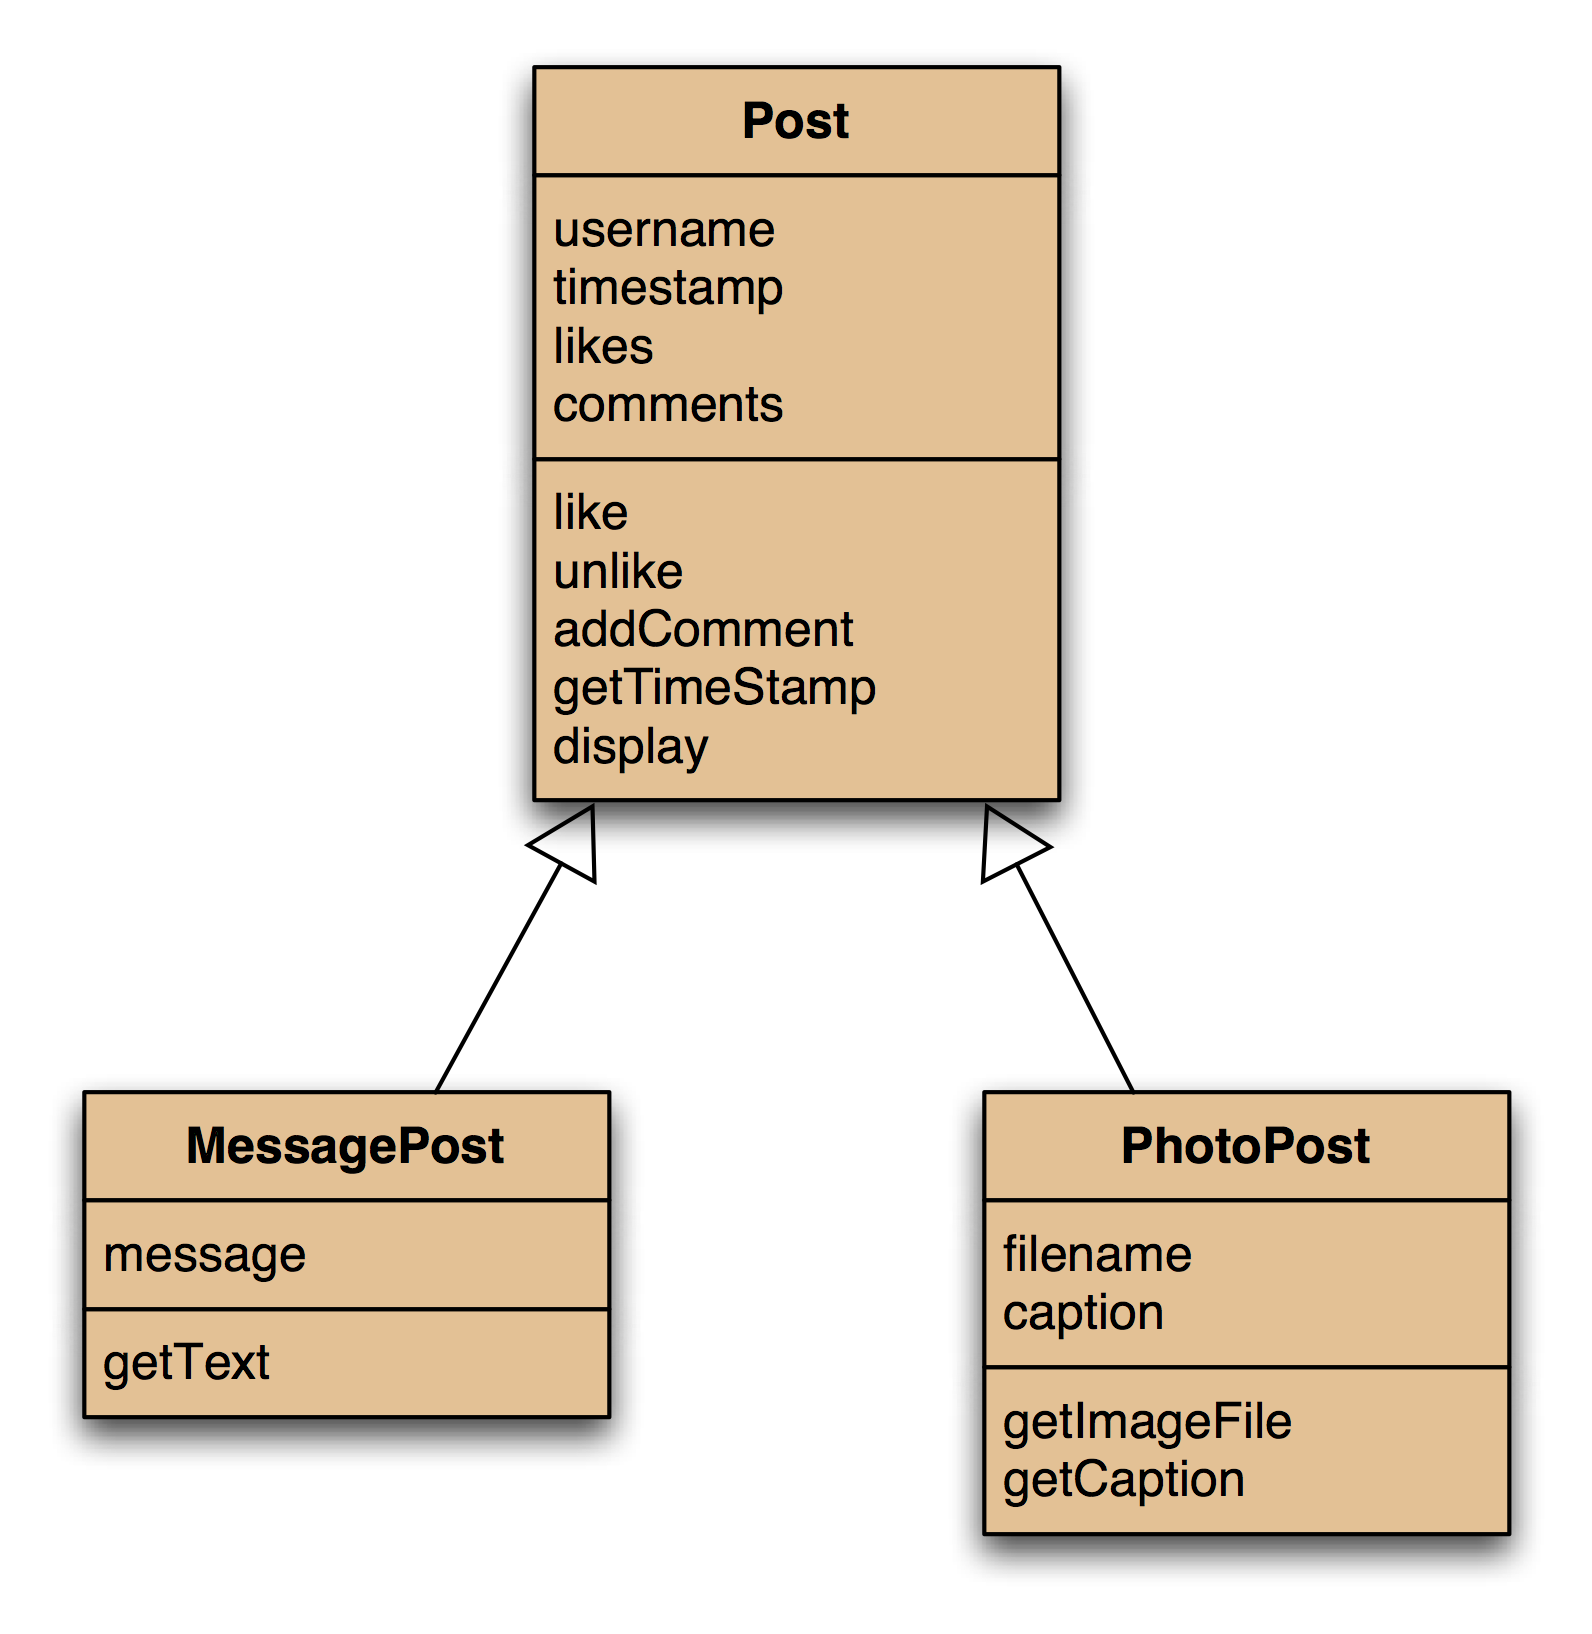 Post
username
timestamp
likes
comments
like
unlike
addComment
getTimeStamp
display
MessagePost
message
getText
PhotoPost
filename
caption
getImageFile
getCaption